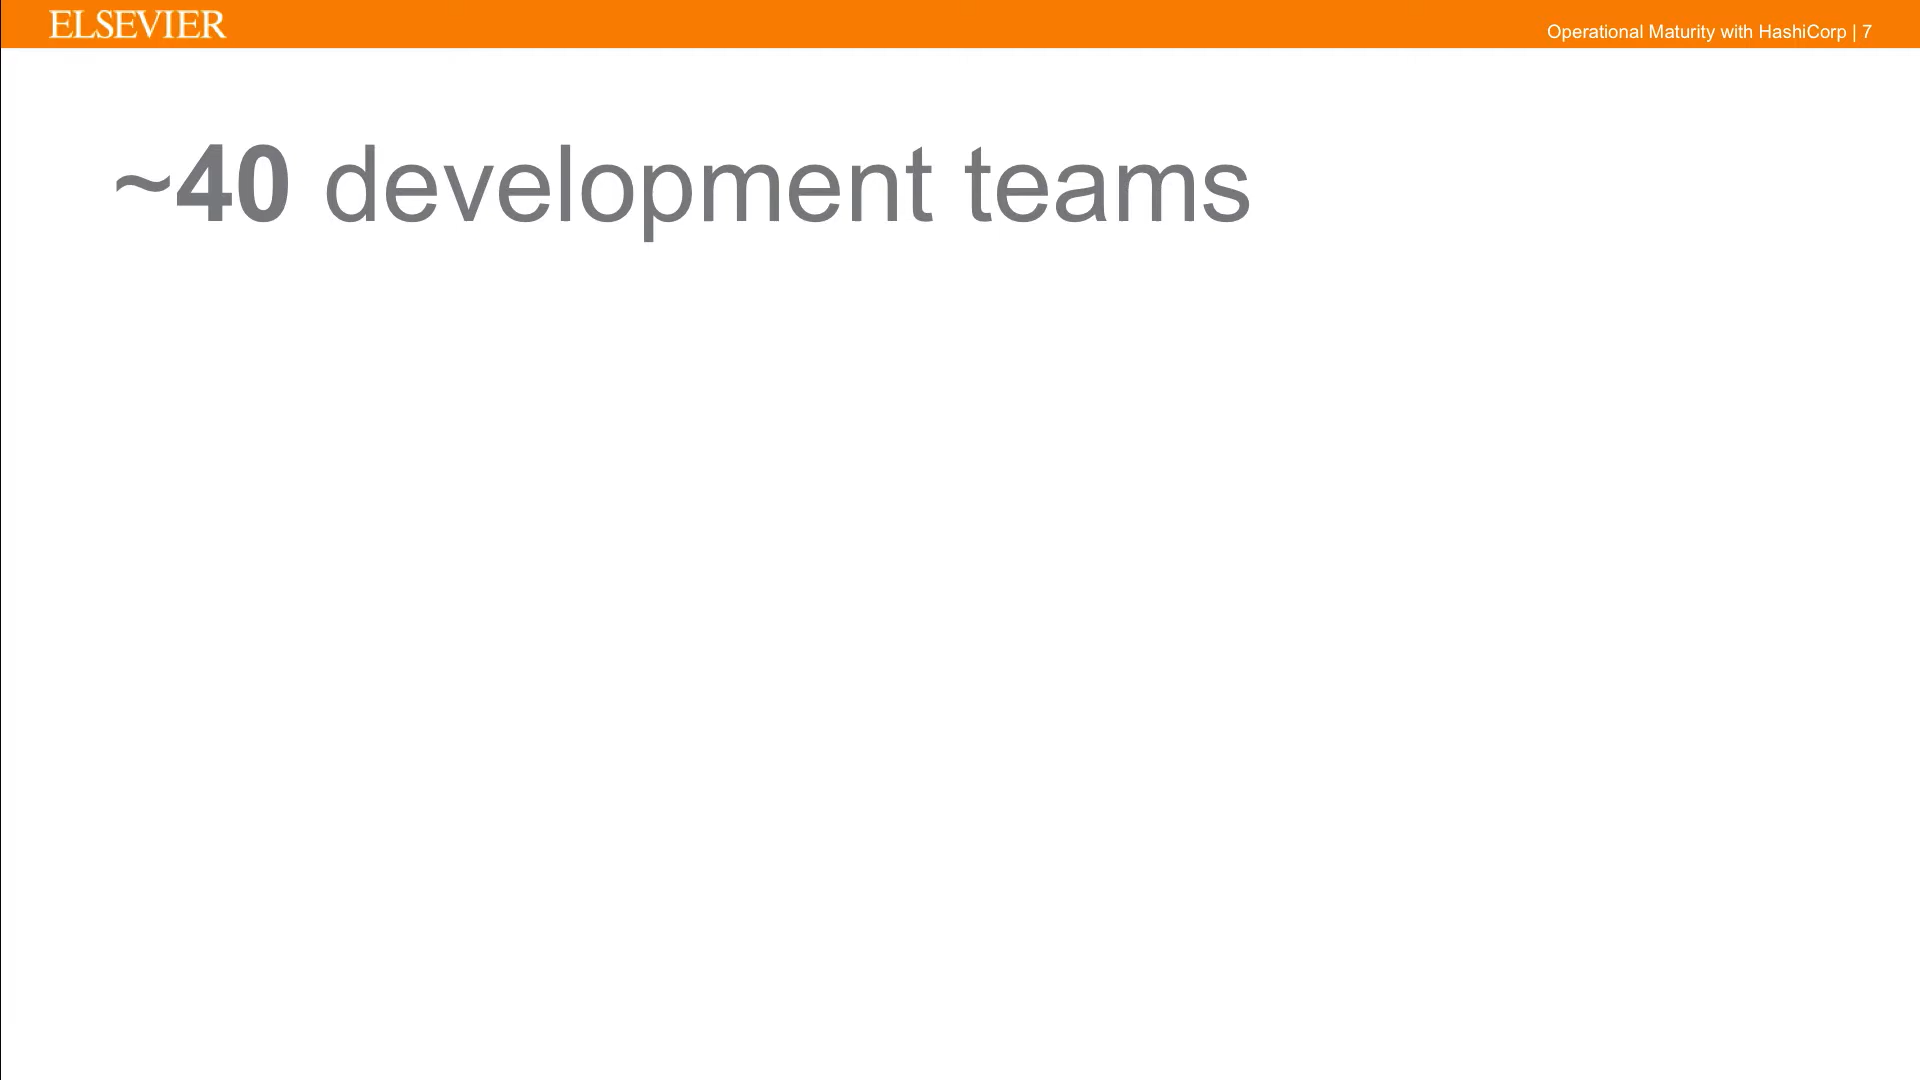 ELSEVIER
Operational Maturity with HashiCorp | 7
~40 development teams